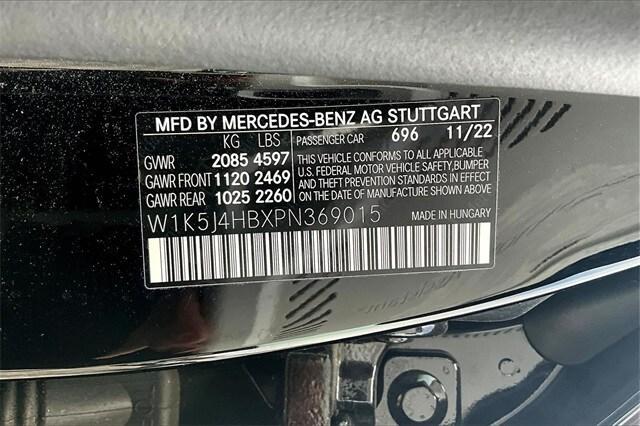 MFD BY MERCEDES-BENZ AG STUTTGART
KG LBS PASSENGER CAR 696 11/22
GVWR 2085 4597
GAWR FRONT 1120 2469
GAWR REAR 1025 2260
THIS VEHICLE CONFORMS TO ALL APPLICABLE
U.S. FEDERAL MOTOR VEHICLE SAFETY, BUMPER
AND THEFT PREVENTION STANDARDS IN EFFECT
ON THE DATE OF MANUFACTURE SHOWN ABOVE
W1K5J4HBXPN369015 MADE IN HUNGARY